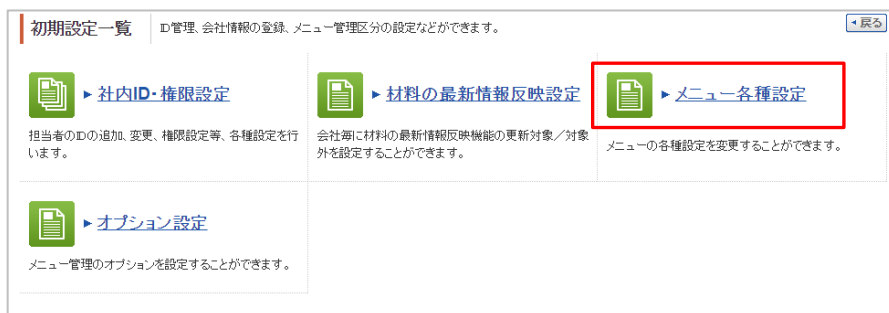 初期設定一覧
ID管理、会社情報の登録、メニュー管理区分の設定などができます。
戻る
社内ID・権限設定
材料の最新情報反映設定
メニュー各種設定
担当者のIDの追加、変更、権限設定等、各種設定を行
います。
会社毎に材料の最新情報反映機能の更新対象／対象
外を設定することができます。
メニューの各種設定を変更することができます。
オプション設定
メニュー管理のオプションを設定することができます。